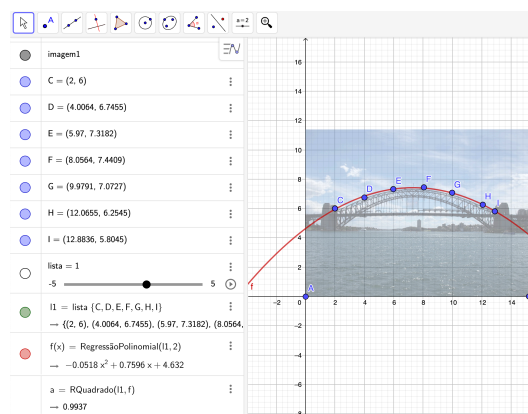 a=2
imagem1
C = (2, 6)
D = (4.0064, 6.7455)
E = (5.97, 7.3182)
F = (8.0564, 7.4409)
G = (9.9791, 7.0727)
H = (12.0655, 6.2545)
I = (12.8836, 5.8045)
lista = 1
-5 5
l1 = lista {C, D, E, F, G, H, I}
→ {(2, 6), (4.0064, 6.7455), (5.97, 7.3182), (8.0564,
f(x) = RegressãoPolinomial(l1, 2)
→ −0.0518 x² + 0.7596 x + 4.632
a = RQuadrado(l1, f)
→ 0.9937
16
14
12
10
8
6
4
2
0
−2
−4
−6
−8
−2 0 2 4 6 8 10 12 14
A
C
D
E
F
G
H
I
f